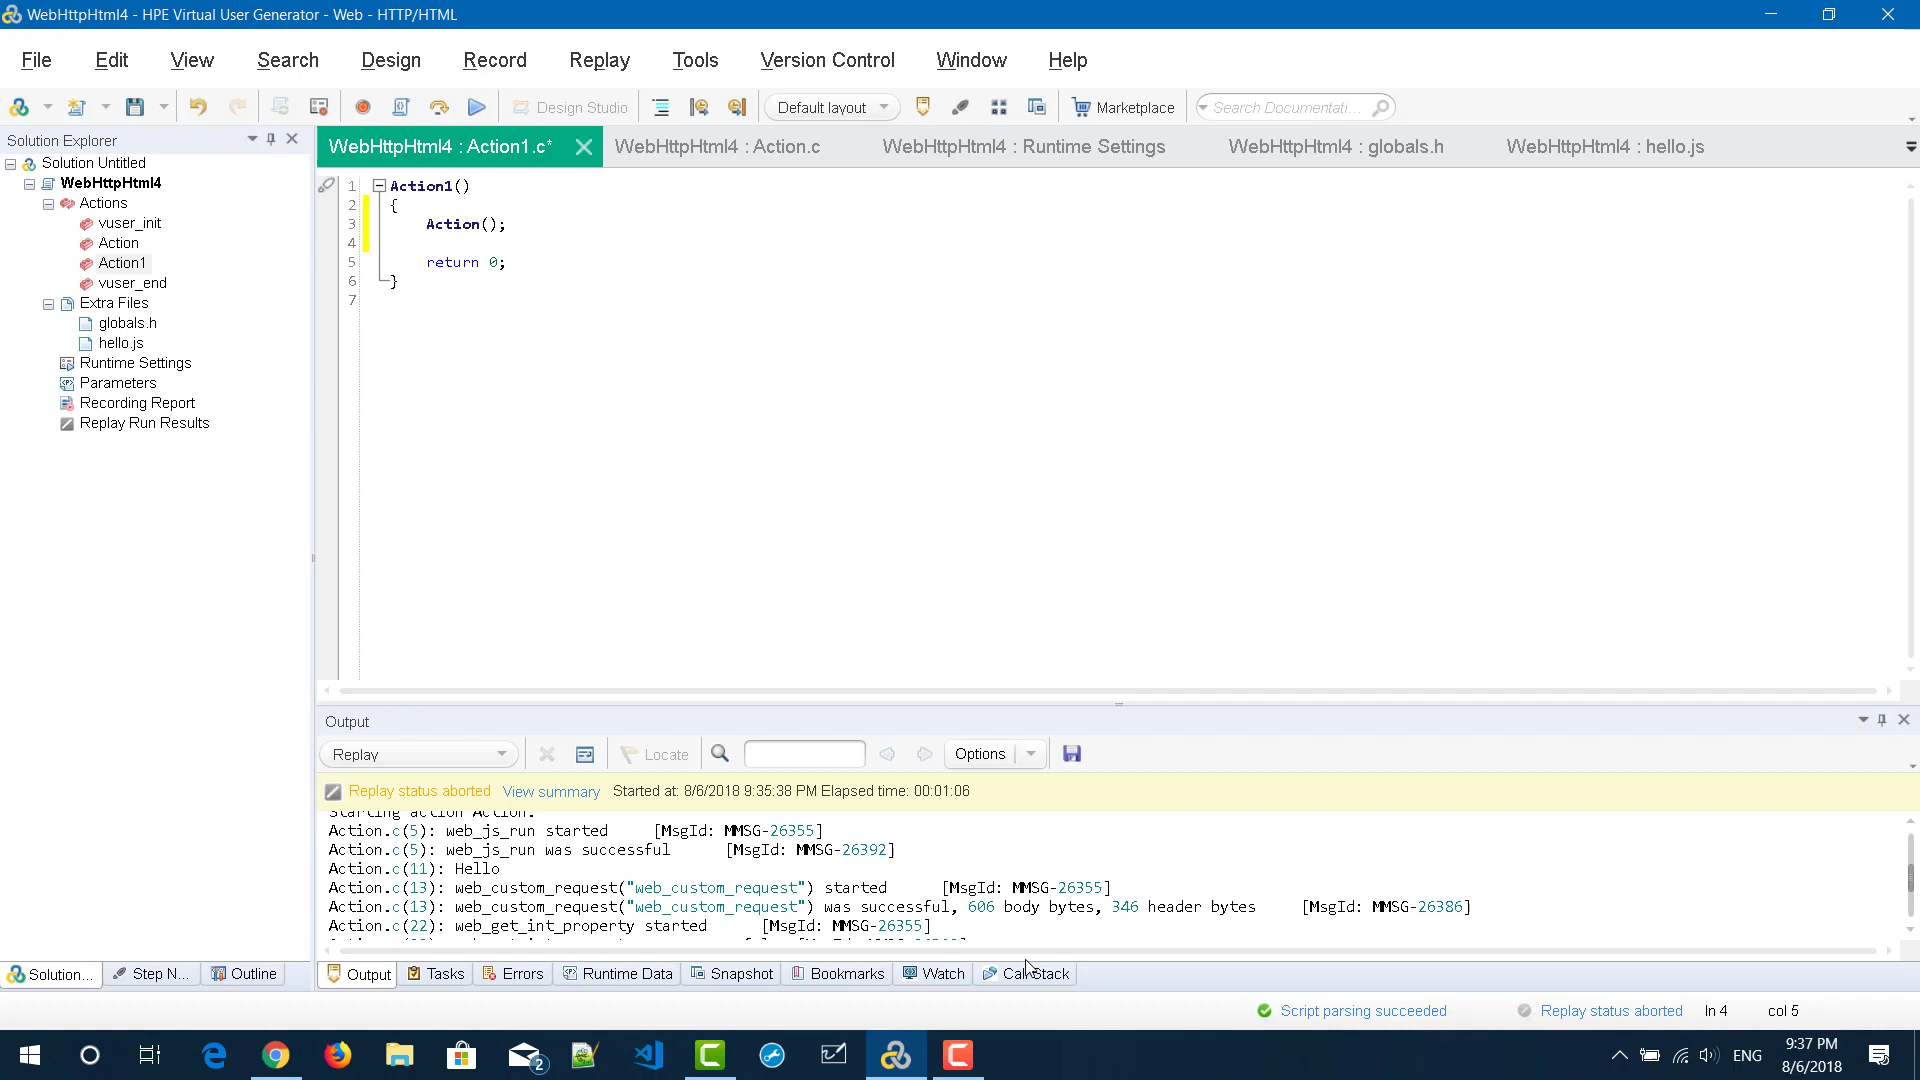 WebHttpHtml4 - HPE Virtual User Generator - Web - HTTP/HTML
File Edit View Search Design Record Replay Tools Version Control Window Help
Design Studio Default layout Marketplace Search Documentati...
Solution Explorer
WebHttpHtml4 : Action1.c* WebHttpHtml4 : Action.c WebHttpHtml4 : Runtime Settings WebHttpHtml4 : globals.h WebHttpHtml4 : hello.js
Solution Untitled
WebHttpHtml4
Actions
vuser_init
Action
Action1
vuser_end
Extra Files
globals.h
hello.js
Runtime Settings
Parameters
Recording Report
Replay Run Results
1 Action1()
2 {
3 Action();
4
5 return 0;
6 }
7
Output
Replay Locate Options
Replay status aborted View summary Started at: 8/6/2018 9:35:38 PM Elapsed time: 00:01:06
Starting action Action.
Action.c(5): web_js_run started [MsgId: MMSG-26355]
Action.c(5): web_js_run was successful [MsgId: MMSG-26392]
Action.c(11): Hello
Action.c(13): web_custom_request("web_custom_request") started [MsgId: MMSG-26355]
Action.c(13): web_custom_request("web_custom_request") was successful, 606 body bytes, 346 header bytes [MsgId: MMSG-26386]
Action.c(22): web_get_int_property started [MsgId: MMSG-26355]
Solution... Step N... Outline Output Tasks Errors Runtime Data Snapshot Bookmarks Watch Call Stack
Script parsing succeeded Replay status aborted ln 4 col 5
2
ENG
9:37 PM
8/6/2018